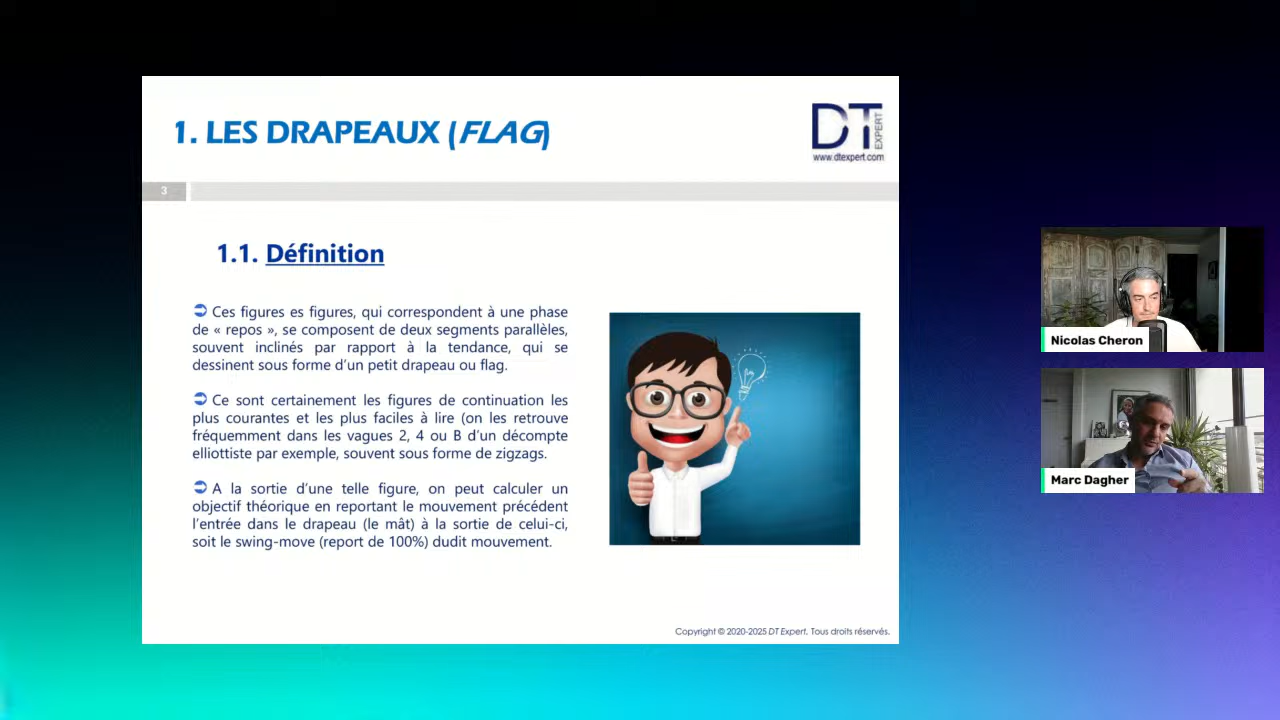 1. LES DRAPEAUX (FLAG)
DT
EXPERT
www.dtexpert.com
3
1.1. Définition
Ces figures es figures, qui correspondent à une phase
de « repos », se composent de deux segments parallèles,
souvent inclinés par rapport à la tendance, qui se
dessinent sous forme d'un petit drapeau ou flag.
Ce sont certainement les figures de continuation les
plus courantes et les plus faciles à lire (on les retrouve
fréquemment dans les vagues 2, 4 ou B d'un décompte
elliottiste par exemple, souvent sous forme de zigzags.
A la sortie d'une telle figure, on peut calculer un
objectif théorique en reportant le mouvement précédent
l'entrée dans le drapeau (le mât) à la sortie de celui-ci,
soit le swing-move (report de 100%) dudit mouvement.
Copyright © 2020-2025 DT Expert. Tous droits réservés.
Nicolas Cheron
Marc Dagher